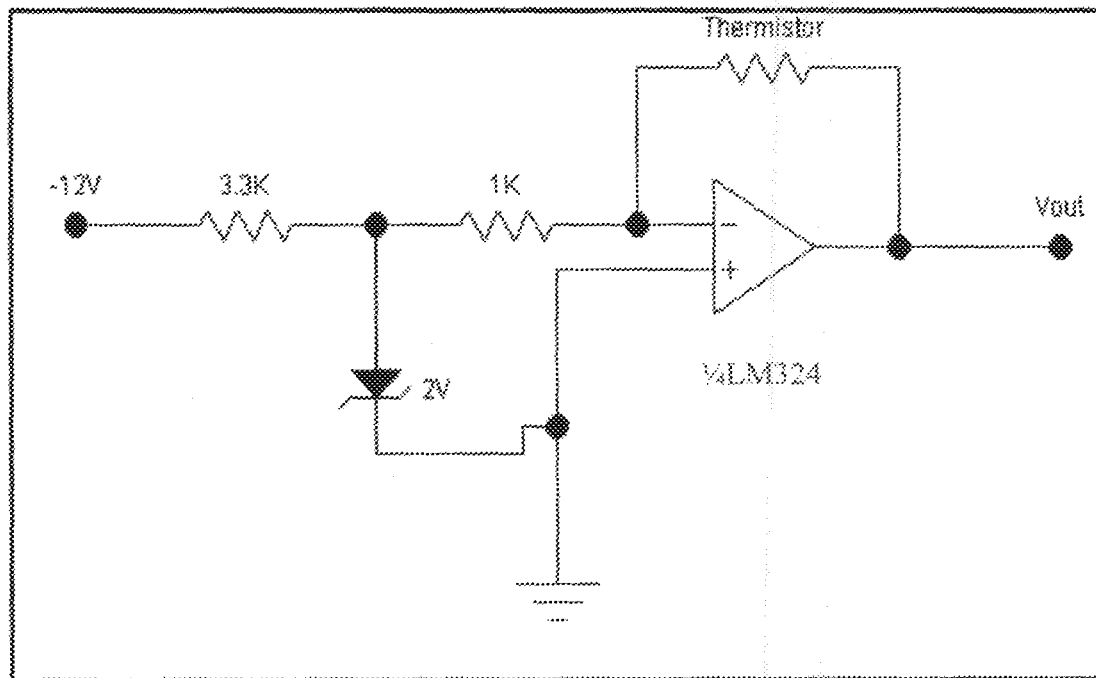 Thermistor
-12V
3.3K
1K
Vout
-
+
2V
¼LM324